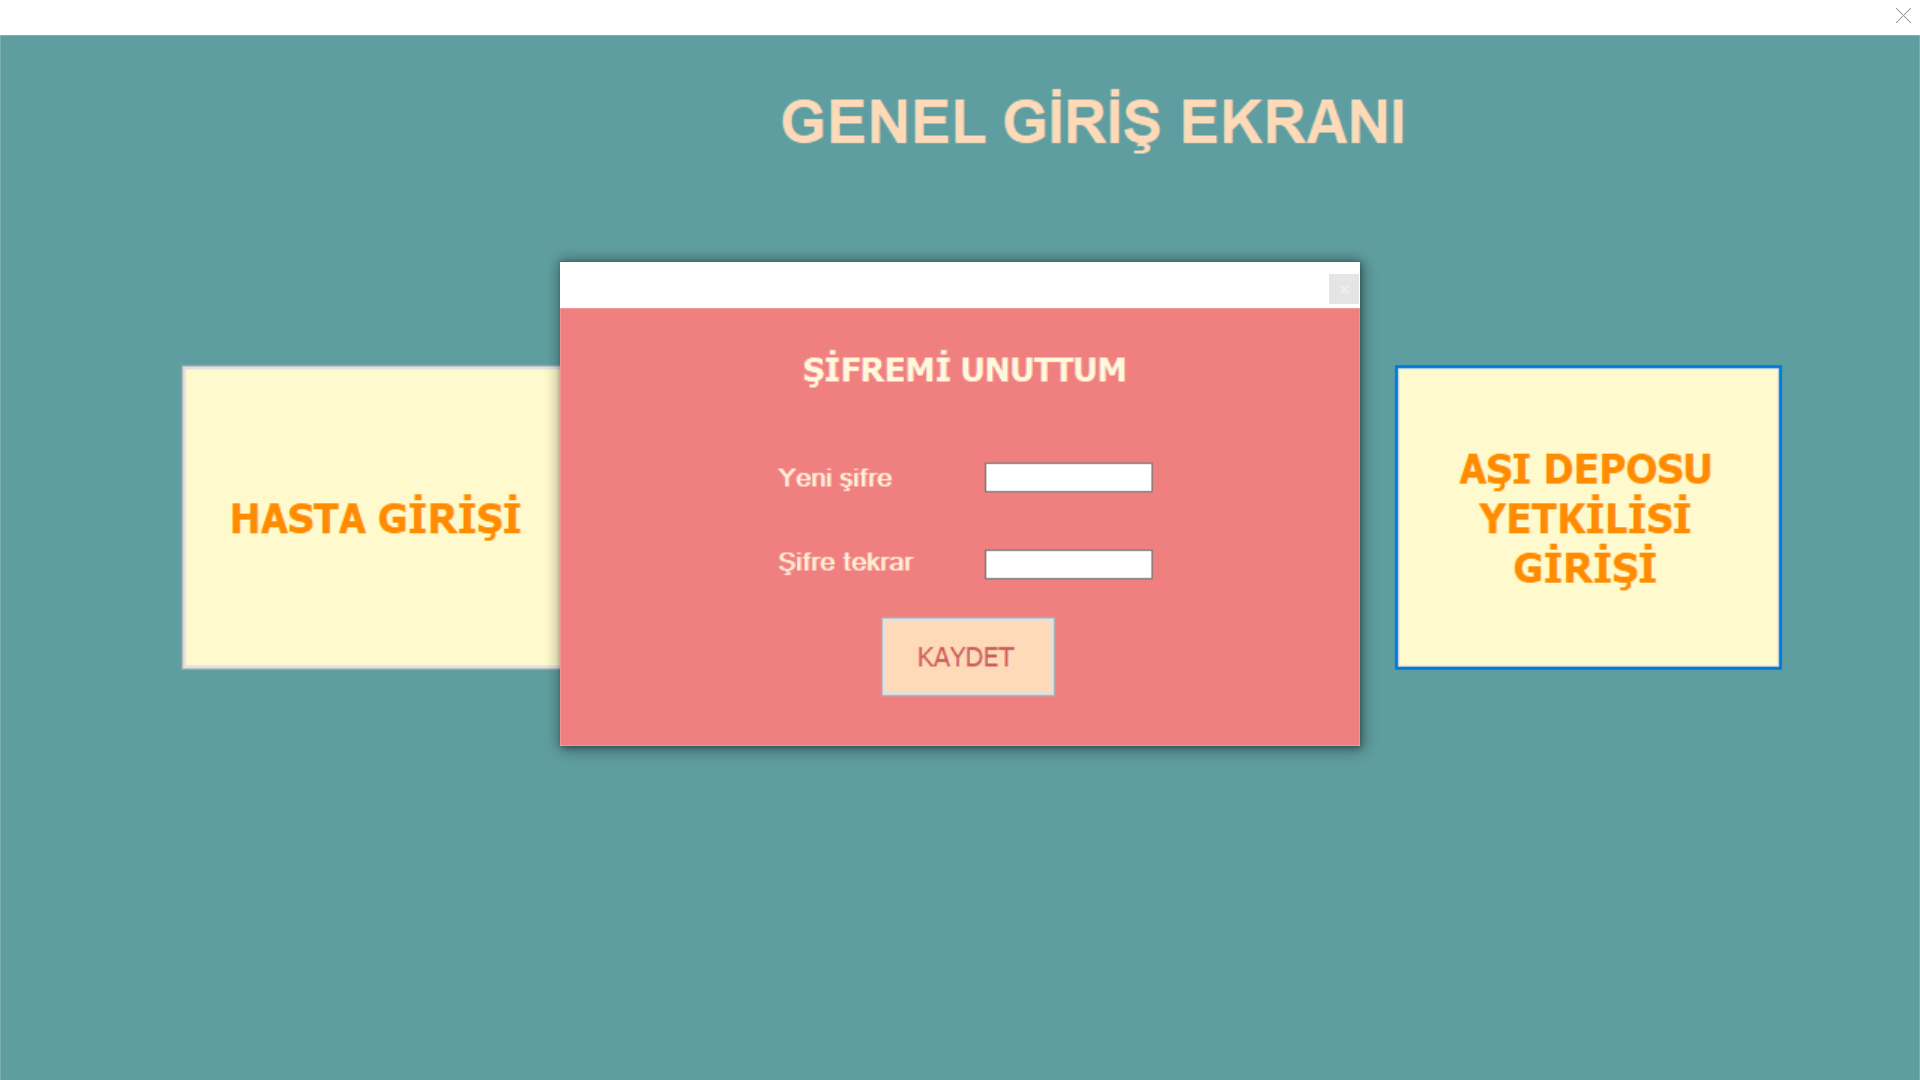 GENEL GİRİŞ EKRANI
ŞİFREMİ UNUTTUM
Yeni şifre
Şifre tekrar
KAYDET
HASTA GİRİŞİ
AŞI DEPOSU
YETKİLİSİ
GİRİŞİ